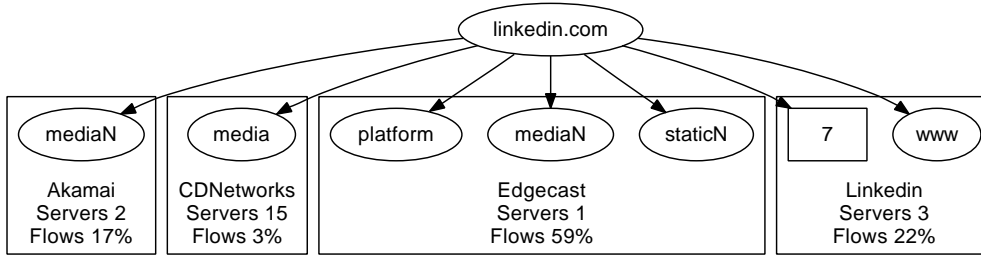 linkedin.com
mediaN
media
platform
mediaN
staticN
7
www
Akamai
Servers 2
Flows 17%
CDNetworks
Servers 15
Flows 3%
Edgecast
Servers 1
Flows 59%
Linkedin
Servers 3
Flows 22%